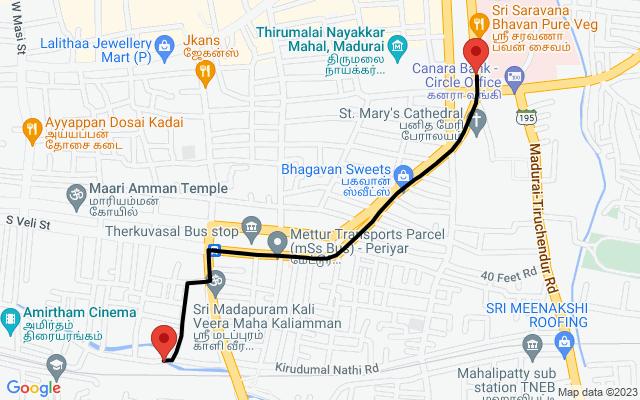 W Masi St
Lalithaa Jewellery
Mart (P)
Jkans
ஜேகனஸ்
Thirumalai Nayakkar
Mahal, Madurai
திருமலை
நாயக்கர்...
Sri Saravana
Bhavan Pure Veg
ஸ்ரீ சரவணா
பவன் சைவம்
Canara Bank -
Circle Office
கனரா வங்கி
Ayyappan Dosai Kadai
அய்யப்பன்
தோசை கடை
St. Mary's Cathedral
புனித மேரி
பேராலயம்
195
Madurai-Tiruchendur Rd
Bhagavan Sweets
பகவான்
ஸ்வீட்ஸ்
Maari Amman Temple
மாரியம்மன்
கோயில்
S Veli St
Therkuvasal Bus stop
Mettur Transports Parcel
(mSs Bus) - Periyar
மேட்டூர்...
40 Feet Rd
Sri Madapuram Kali
Veera Maha Kaliamman
ஸ்ரீ மடப்புரம்
காளி வீர...
Amirtham Cinema
அமிர்தம்
திரையரங்கம்
SRI MEENAKSHI
ROOFING
Kirudumal Nathi Rd
Mahalipatty sub
station TNEB
மஹாலிபட்டி
Google
Map data ©2023